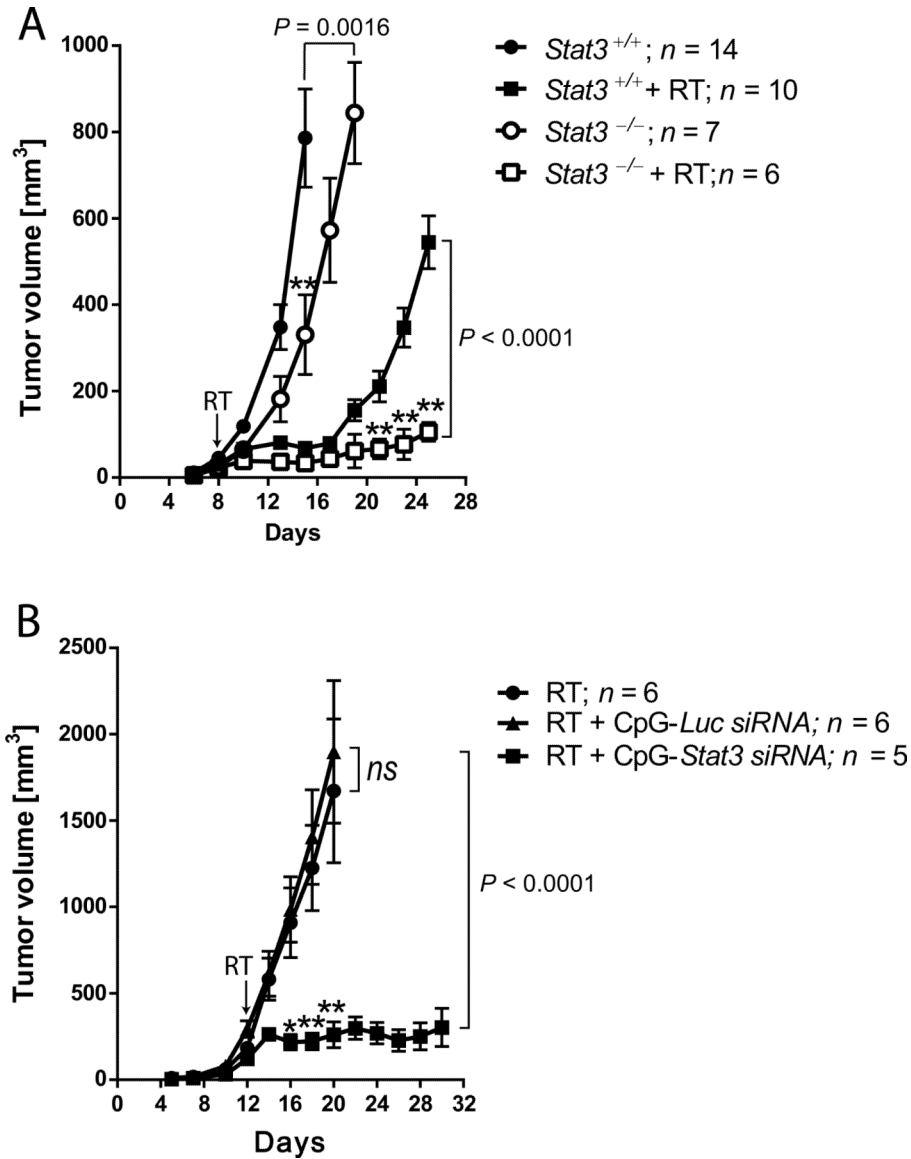 A
P = 0.0016
1000
800
600
400
200
0
Tumor volume [mm³]
RT
**
** ** **
P < 0.0001
0 4 8 12 16 20 24 28
Days
Stat3 +/+; n = 14
Stat3 +/+ + RT; n = 10
Stat3 −/−; n = 7
Stat3 −/− + RT;n = 6
B
2500
2000
1500
1000
500
0
Tumor volume [mm³]
RT
* ** **
ns
P < 0.0001
0 4 8 12 16 20 24 28 32
Days
RT; n = 6
RT + CpG-Luc siRNA; n = 6
RT + CpG-Stat3 siRNA; n = 5